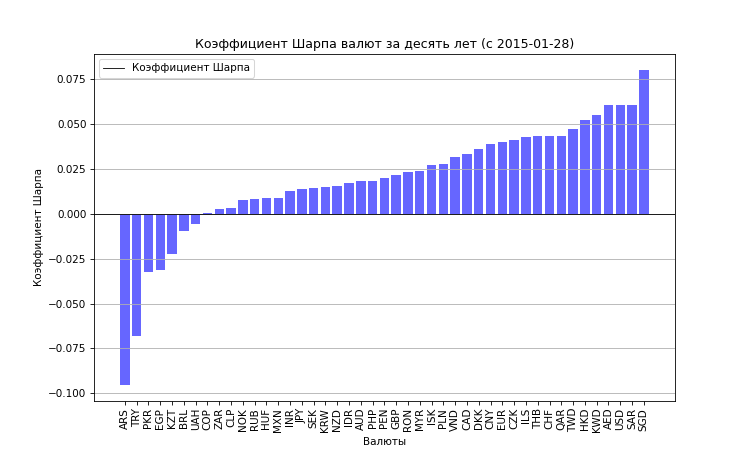 Коэффициент Шарпа валют за десять лет (с 2015-01-28)
Коэффициент Шарпа
0.075
0.050
0.025
0.000
−0.025
−0.050
−0.075
−0.100
Коэффициент Шарпа
ARS TRY PKR EGP KZT BRL UAH COP ZAR CLP NOK RUB HUF MXN INR JPY SEK KRW NZD IDR AUD PHP PEN GBP RON MYR ISK PLN VND CAD DKK CNY EUR CZK ILS THB CHF QAR TWD HKD KWD AED USD SAR SGD
Валюты